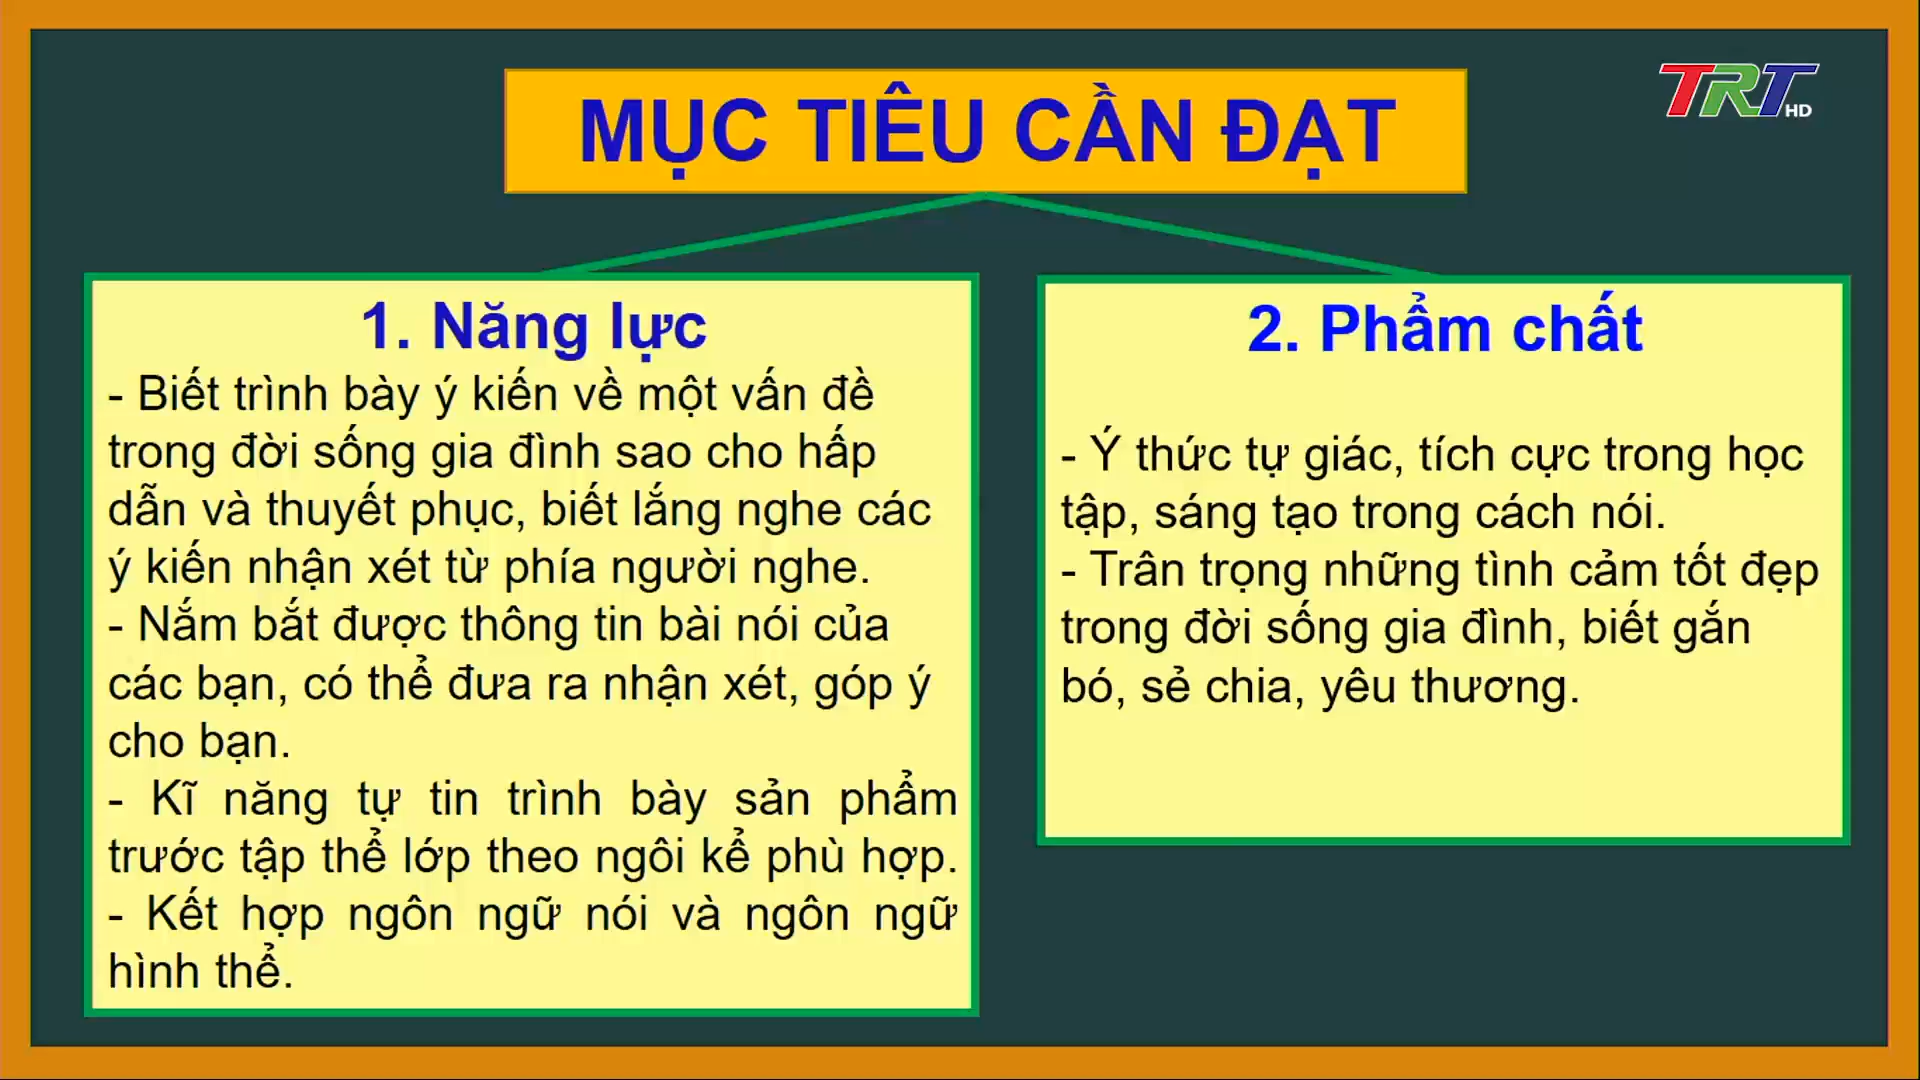 TRT HD
MỤC TIÊU CẦN ĐẠT
1. Năng lực
- Biết trình bày ý kiến về một vấn đề
trong đời sống gia đình sao cho hấp
dẫn và thuyết phục, biết lắng nghe các
ý kiến nhận xét từ phía người nghe.
- Nắm bắt được thông tin bài nói của
các bạn, có thể đưa ra nhận xét, góp ý
cho bạn.
- Kĩ năng tự tin trình bày sản phẩm
trước tập thể lớp theo ngôi kể phù hợp.
- Kết hợp ngôn ngữ nói và ngôn ngữ
hình thể.
2. Phẩm chất
- Ý thức tự giác, tích cực trong học
tập, sáng tạo trong cách nói.
- Trân trọng những tình cảm tốt đẹp
trong đời sống gia đình, biết gắn
bó, sẻ chia, yêu thương.